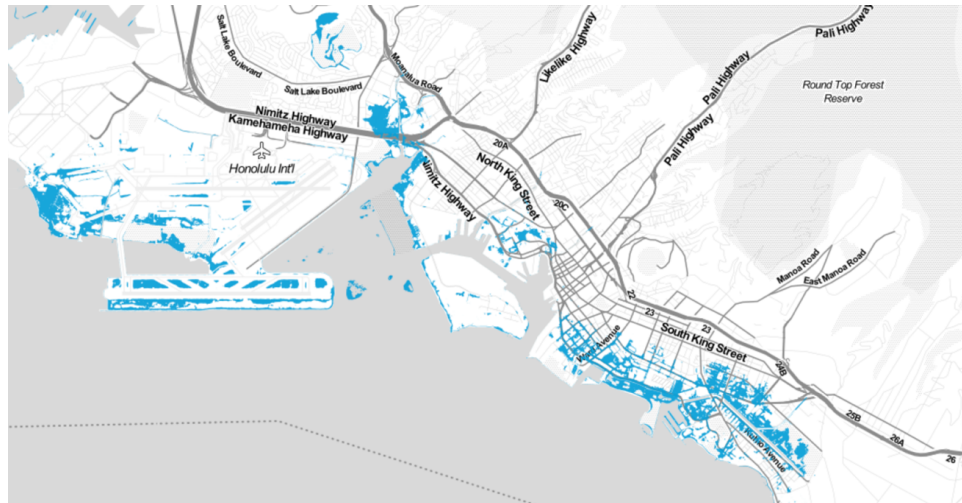 Pali Highway
Salt Lake Boulevard
Likelike Highway
Moanalua Road
Pali Highway
Round Top Forest
Reserve
Salt Lake Boulevard
Nimitz Highway
Kamehameha Highway
20A
Pali Highway
Honolulu Int'l
North King Street
Nimitz Highway
20C
Manoa Road
East Manoa Road
22
23
23
South King Street
Ward Avenue
24B
25B
26A
26
Kuhio Avenue